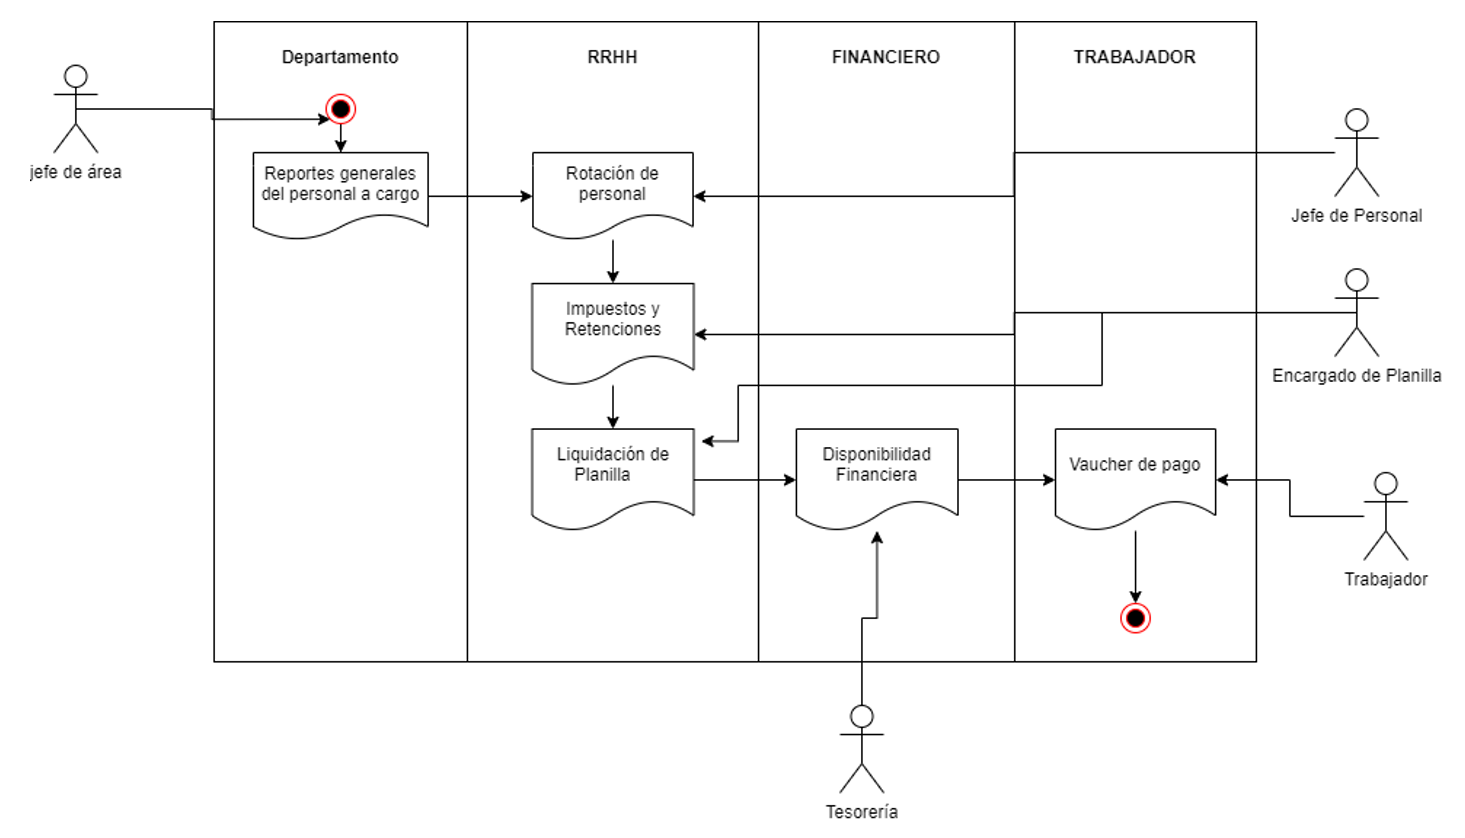 Departamento
RRHH
FINANCIERO
TRABAJADOR
jefe de área
Reportes generales
del personal a cargo
Rotación de
personal
Jefe de Personal
Impuestos y
Retenciones
Encargado de Planilla
Liquidación de
Planilla
Disponibilidad
Financiera
Vaucher de pago
Trabajador
Tesorería